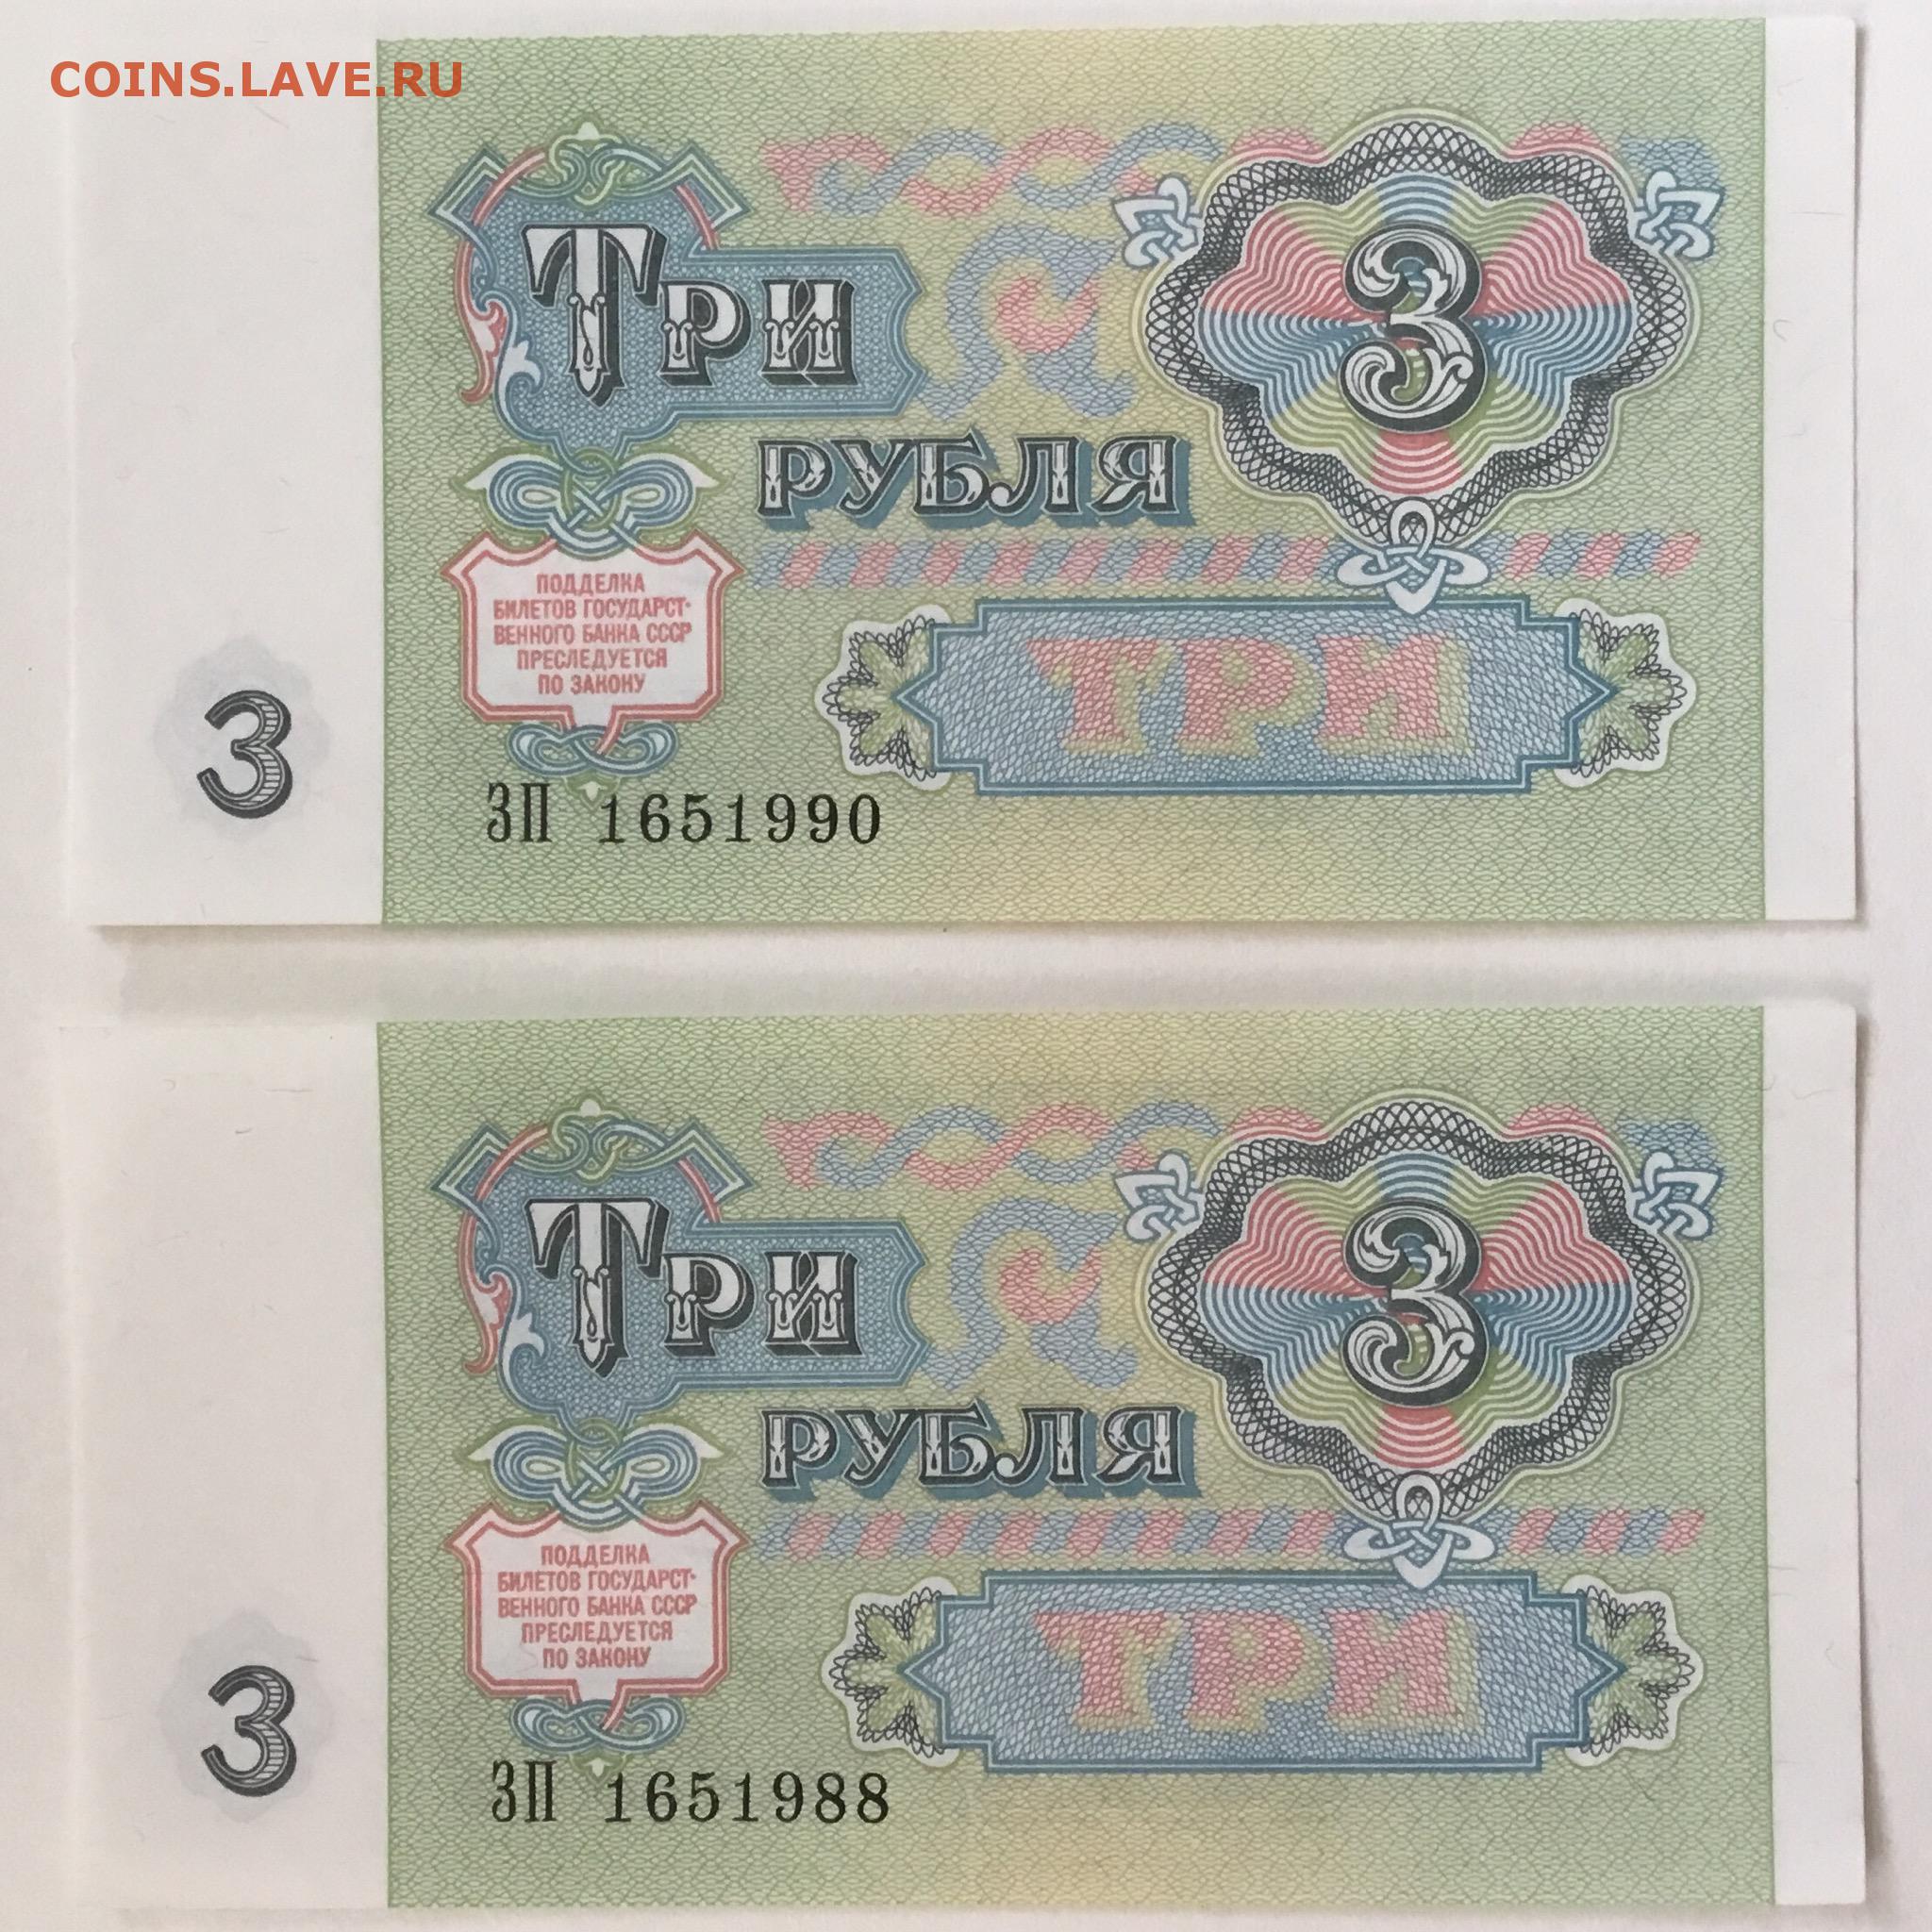 COINS.LAVE.RU
Три
3
РУБЛЯ
ПОДДЕЛКА
БИЛЕТОВ ГОСУДАРСТ-
ВЕННОГО БАНКА СССР
ПРЕСЛЕДУЕТСЯ
ПО ЗАКОНУ
ТРИ
3
ЗП 1651990
Три
3
РУБЛЯ
ПОДДЕЛКА
БИЛЕТОВ ГОСУДАРСТ-
ВЕННОГО БАНКА СССР
ПРЕСЛЕДУЕТСЯ
ПО ЗАКОНУ
ТРИ
3
ЗП 1651988